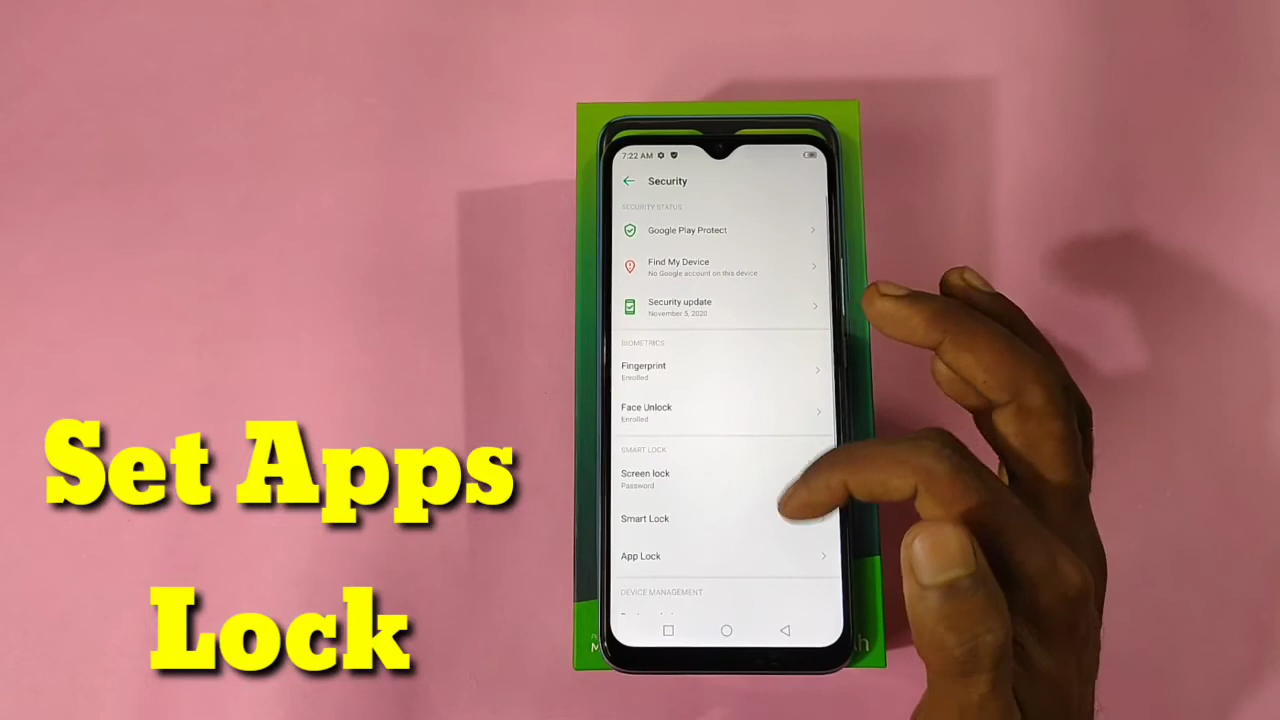 7:22 AM
Security
SECURITY STATUS
Google Play Protect
Find My Device
No Google account on this device
Security update
November 5, 2020
BIOMETRICS
Fingerprint
Enrolled
Face Unlock
Enrolled
SMART LOCK
Screen lock
Password
Smart Lock
App Lock
DEVICE MANAGEMENT
Set Apps
Lock